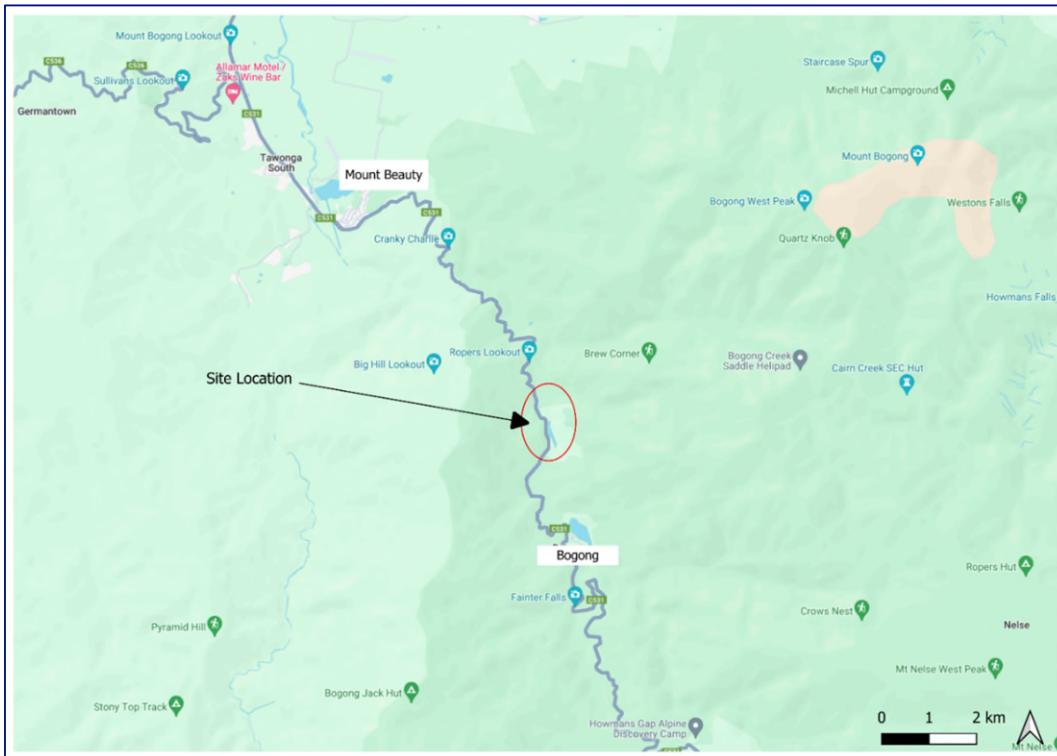 Mount Bogong Lookout
C536
C536
Sullivans Lookout
Allamar Motel /
Zaks Wine Bar
Germantown
C531
Staircase Spur
Michell Hut Campground
Tawonga
South
Mount Beauty
Mount Bogong
Bogong West Peak
Westons Falls
C531
C531
Cranky Charlie
Quartz Knob
Howmans Falls
Ropers Lookout
Big Hill Lookout
Brew Corner
Bogong Creek
Saddle Helipad
Cairn Creek SEC Hut
Site Location
C531
Bogong
Fainter Falls
C531
Ropers Hut
Crows Nest
Nelse
Pyramid Hill
Mt Nelse West Peak
Bogong Jack Hut
Stony Top Track
Howmans Gap Alpine
Discovery Camp
0 1 2 km
Mt Nelse